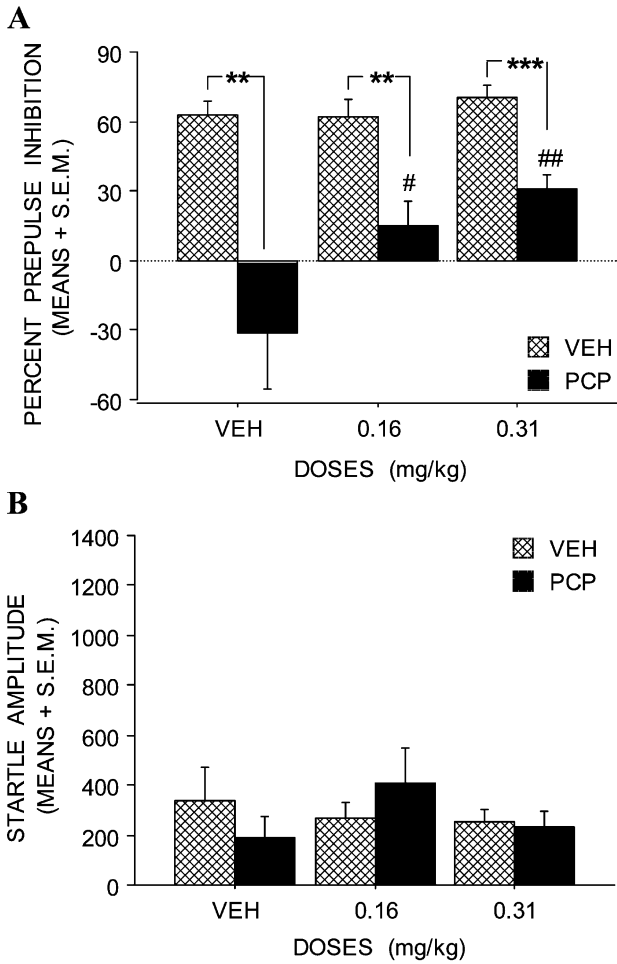 A
PERCENT PREPULSE INHIBITION
(MEANS + S.E.M.)
90
60
30
0
-30
-60
**
**
***
#
##
VEH
PCP
VEH
0.16
0.31
DOSES (mg/kg)
B
STARTLE AMPLITUDE
(MEANS + S.E.M.)
1400
1200
1000
800
600
400
200
0
VEH
PCP
VEH
0.16
0.31
DOSES (mg/kg)